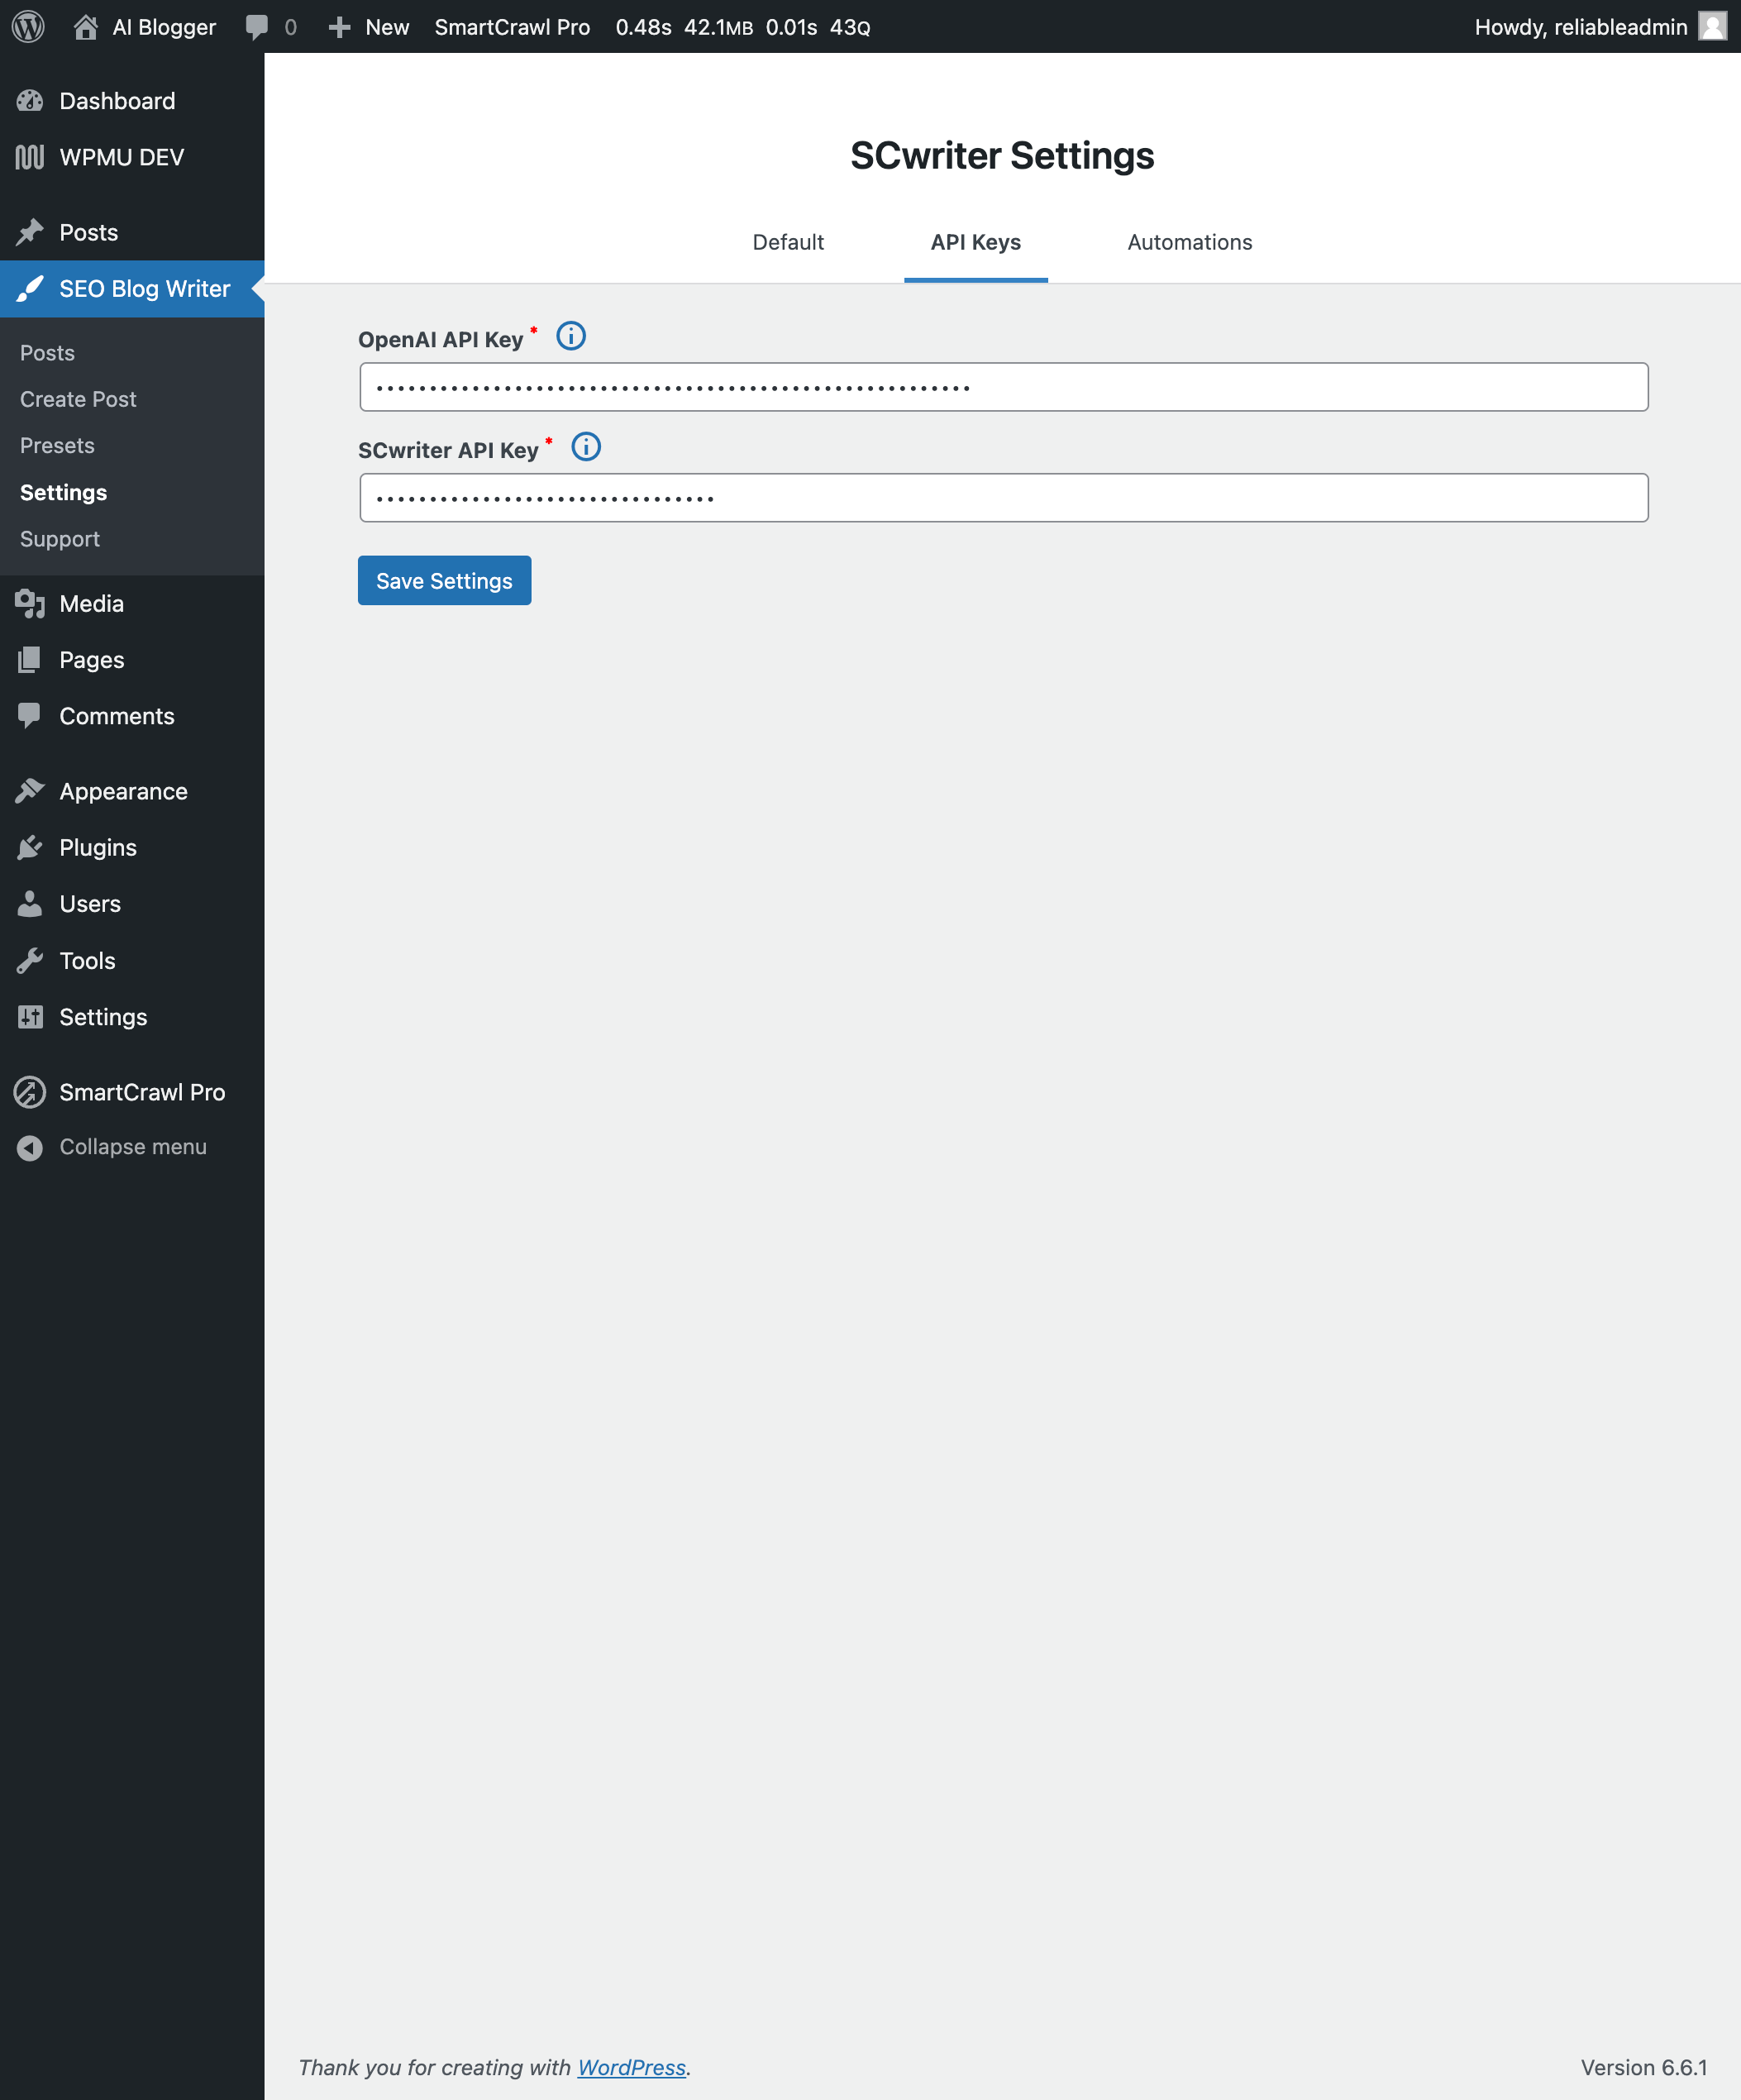 AI Blogger 0 New SmartCrawl Pro 0.48s 42.1MB 0.01s 43Q Howdy, reliableadmin
Dashboard
WPMU DEV
Posts
SEO Blog Writer
Posts
Create Post
Presets
Settings
Support
Media
Pages
Comments
Appearance
Plugins
Users
Tools
Settings
SmartCrawl Pro
Collapse menu
SCwriter Settings
Default API Keys Automations
OpenAI API Key *
••••••••••••••••••••••••••••••••••••••••••••••••••••••••
SCwriter API Key *
••••••••••••••••••••••••••••••••
Save Settings
Thank you for creating with WordPress. Version 6.6.1